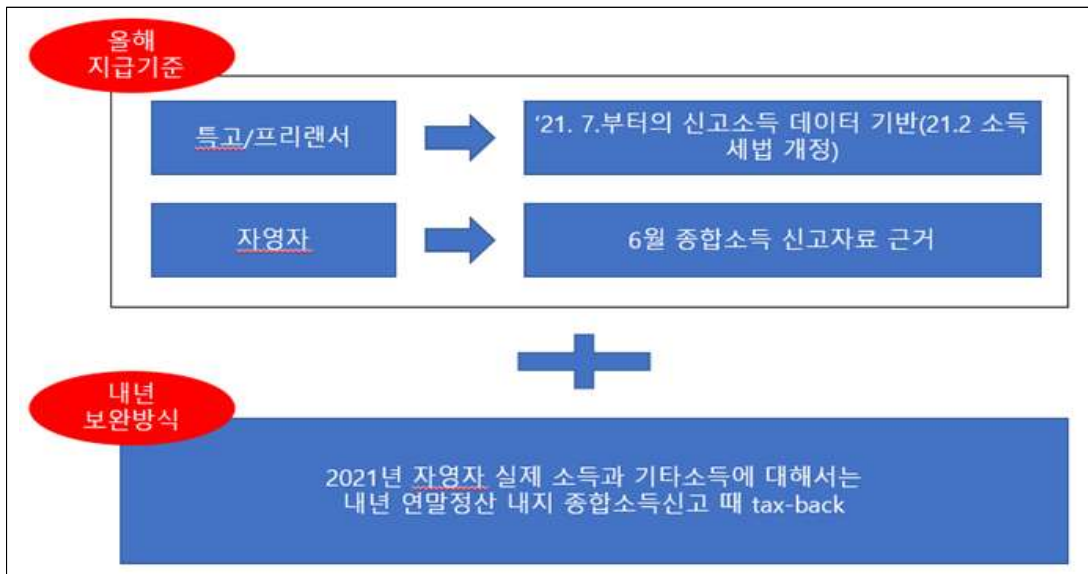 올해
지급기준
특고/프리랜서
'21. 7.부터의 신고소득 데이터 기반(21.2 소득
세법 개정)
자영자
6월 종합소득 신고자료 근거
내년
보완방식
2021년 자영자 실제 소득과 기타소득에 대해서는
내년 연말정산 내지 종합소득신고 때 tax-back